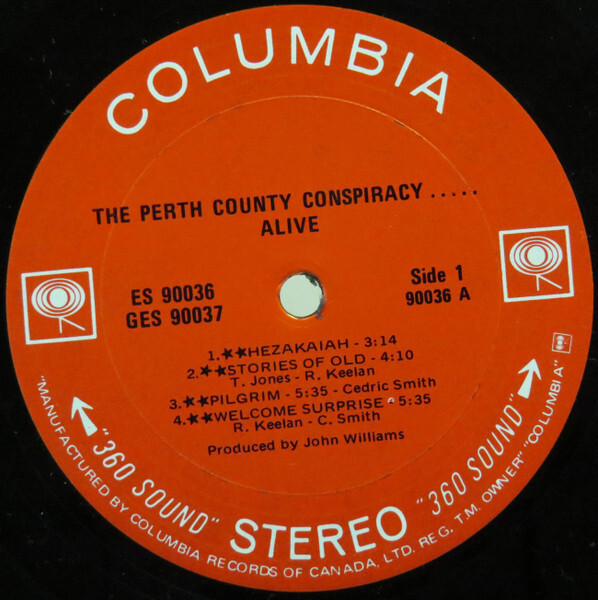 COLUMBIA
THE PERTH COUNTY CONSPIRACY.....
ALIVE
ES 90036
GES 90037
Side 1
90036 A
1.★★HEZAKAIAH - 3:14
2.★★STORIES OF OLD - 4:10
T. Jones - R. Keelan
3.★★PILGRIM - 5:35 - Cedric Smith
4.★★WELCOME SURPRISE - 5:35
R. Keelan - C. Smith
Produced by John Williams
"360 SOUND" STEREO "360 SOUND"
"MANUFACTURED BY COLUMBIA RECORDS OF CANADA, LTD. REG. T.M. OWNER" "COLUMBIA"